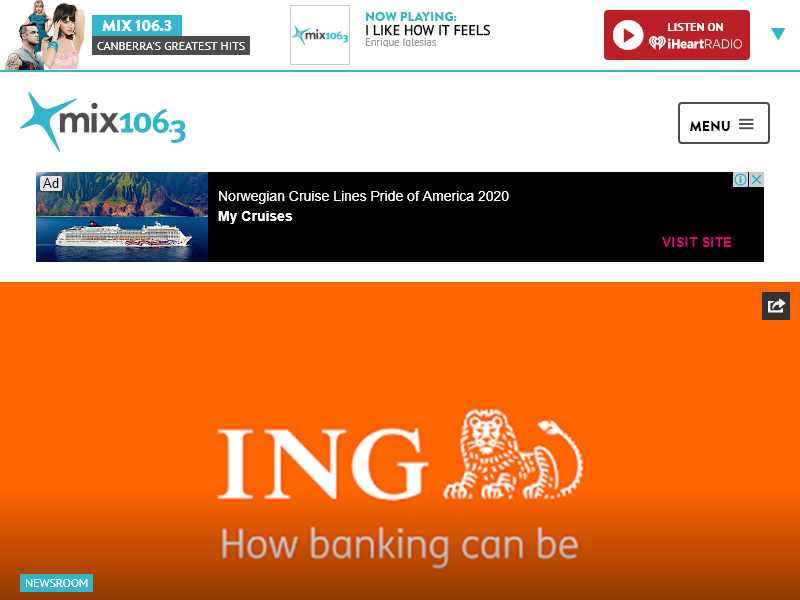 MIX 106.3
CANBERRA'S GREATEST HITS
mix106.3
NOW PLAYING:
I LIKE HOW IT FEELS
Enrique Iglesias
LISTEN ON
iHeartRADIO
mix106.3
MENU
Ad
Norwegian Cruise Lines Pride of America 2020
My Cruises
VISIT SITE
ING
How banking can be
NEWSROOM